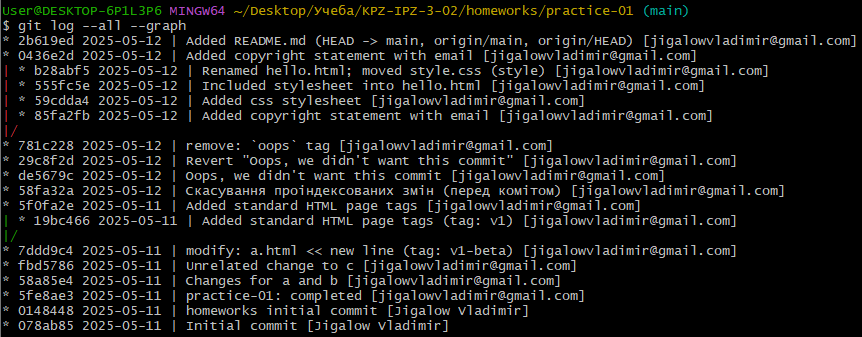 User@DESKTOP-6P1L3P6 MINGW64 ~/Desktop/Учеба/KPZ-IPZ-3-02/homeworks/practice-01 (main)
$ git log --all --graph
* 2b619ed 2025-05-12 | Added README.md (HEAD -> main, origin/main, origin/HEAD) [jigalowvladimir@gmail.com]
* 0436e2d 2025-05-12 | Added copyright statement with email [jigalowvladimir@gmail.com]
| * b28abf5 2025-05-12 | Renamed hello.html; moved style.css (style) [jigalowvladimir@gmail.com]
| * 555fc5e 2025-05-12 | Included stylesheet into hello.html [jigalowvladimir@gmail.com]
| * 59cdda4 2025-05-12 | Added css stylesheet [jigalowvladimir@gmail.com]
| * 85fa2fb 2025-05-12 | Added copyright statement with email [jigalowvladimir@gmail.com]
|/
* 781c228 2025-05-12 | remove: `oops` tag [jigalowvladimir@gmail.com]
* 29c8f2d 2025-05-12 | Revert "Oops, we didn't want this commit" [jigalowvladimir@gmail.com]
* de5679c 2025-05-12 | Oops, we didn't want this commit [jigalowvladimir@gmail.com]
* 58fa32a 2025-05-12 | Скасування проіндексованих змін (перед комітом) [jigalowvladimir@gmail.com]
* 5f0fa2e 2025-05-11 | Added standard HTML page tags [jigalowvladimir@gmail.com]
| * 19bc466 2025-05-11 | Added standard HTML page tags (tag: v1) [jigalowvladimir@gmail.com]
|/
* 7ddd9c4 2025-05-11 | modify: a.html << new line (tag: v1-beta) [jigalowvladimir@gmail.com]
* fbd5786 2025-05-11 | Unrelated change to c [jigalowvladimir@gmail.com]
* 58a85e4 2025-05-11 | Changes for a and b [jigalowvladimir@gmail.com]
* 5fe8ae3 2025-05-11 | practice-01: completed [jigalowvladimir@gmail.com]
* 0148448 2025-05-11 | homeworks initial commit [Jigalow Vladimir]
* 078ab85 2025-05-11 | Initial commit [Jigalow Vladimir]